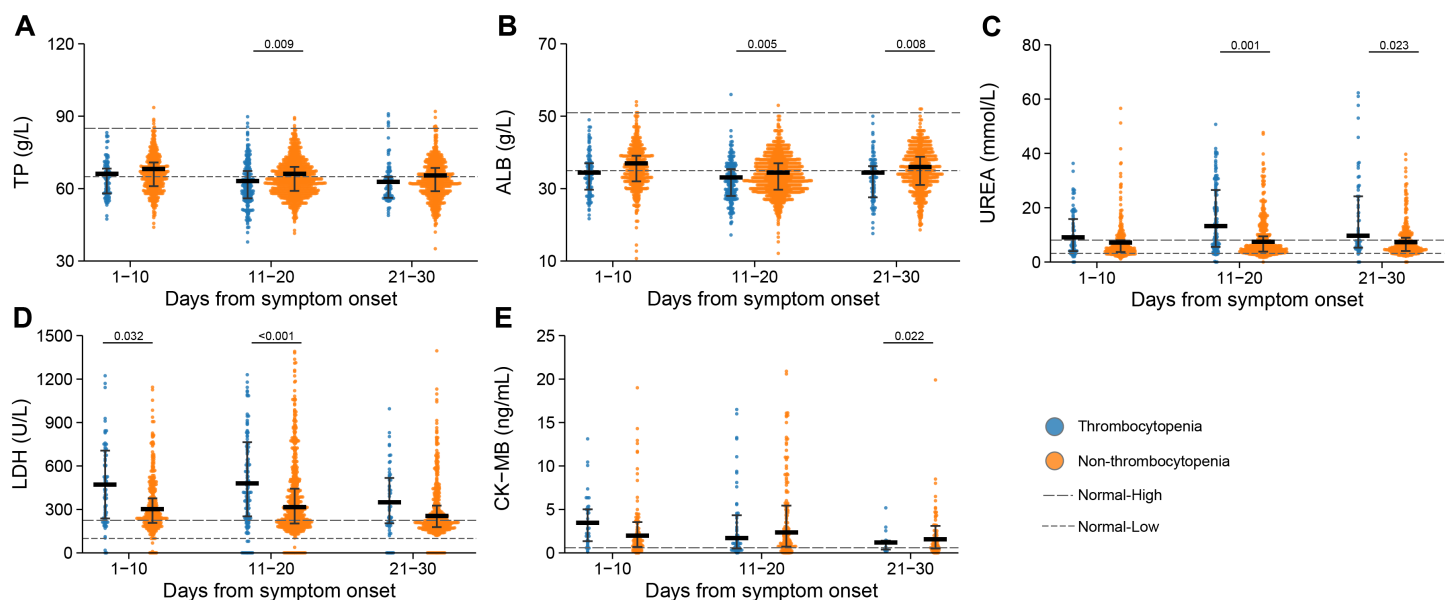 A
TP (g/L)
120
90
60
30
0.009
1−10
11−20
21−30
Days from symptom onset
B
ALB (g/L)
70
50
30
10
0.005
0.008
1−10
11−20
21−30
Days from symptom onset
C
UREA (mmol/L)
80
60
40
20
0
0.001
0.023
1−10
11−20
21−30
Days from symptom onset
D
LDH (U/L)
1500
1200
900
600
300
0
0.032
<0.001
1−10
11−20
21−30
Days from symptom onset
E
CK−MB (ng/mL)
25
20
15
10
5
0
0.022
1−10
11−20
21−30
Days from symptom onset
Thrombocytopenia
Non-thrombocytopenia
Normal-High
Normal-Low